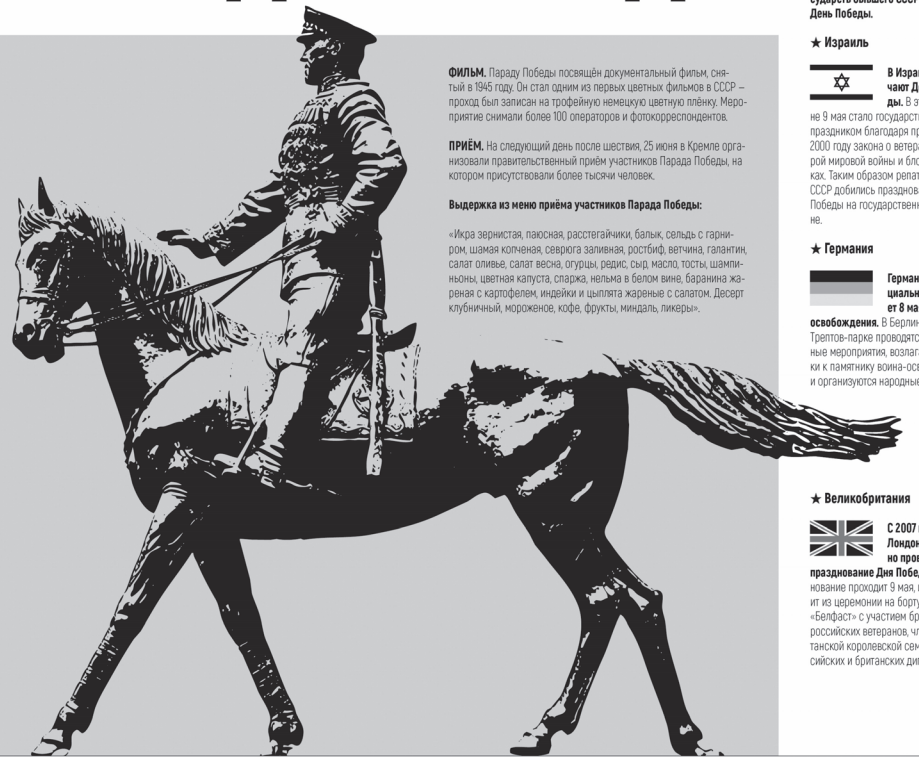 ФИЛЬМ. Параду Победы посвящён документальный фильм, сня-
тый в 1945 году. Он стал одним из первых цветных фильмов в СССР —
проход был записан на трофейную немецкую цветную плёнку. Меро-
приятие снимали более 100 операторов и фотокорреспондентов.
ПРИЁМ. На следующий день после шествия, 25 июня в Кремле орга-
низовали правительственный приём участников Парада Победы, на
котором присутствовали более тысячи человек.
Выдержка из меню приёма участников Парада Победы:
«Икра зернистая, паюсная, расстегайчики, балык, сельдь с гарни-
ром, шамая копченая, севрюга заливная, ростбиф, ветчина, галантин,
салат оливье, салат весна, огурцы, редис, сыр, масло, тосты, шампи-
ньоны, цветная капуста, спаржа, нельма в белом вине, баранина жа-
реная с картофелем, индейки и цыплята жареные с салатом. Десерт
клубничный, мороженое, кофе, фрукты, миндаль, ликеры».
День Победы.
★ Израиль
В Изра
чают Д
ды. В э
не 9 мая стало государст
праздником благодаря пр
2000 году закона о ветера
рой мировой войны и бло
ках. Таким образом репат
СССР добились празднова
Победы на государственн
не.
★ Германия
Герман
циальн
ет 8 ма
освобождения. В Берлин
Трептов-парке проводятс
ные мероприятия, возлаг
ки к памятнику воина-осв
и организуются народные
★ Великобритания
С 2007
Лондон
но пров
празднование Дня Побед
нование проходит 9 мая,
ит из церемонии на борту
«Белфаст» с участием бр
российских ветеранов, чл
танской королевской сем
сийских и британских дип